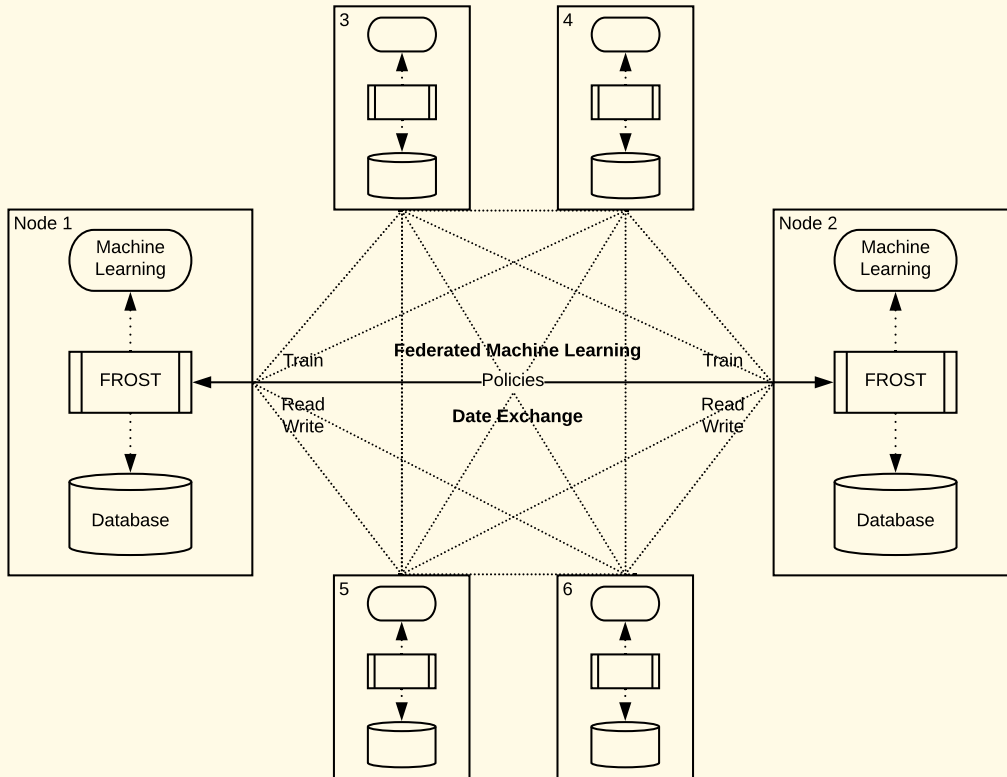 3
4
Node 1
Machine
Learning
FROST
Database
Node 2
Machine
Learning
FROST
Database
Train
Federated Machine Learning
Train
Policies
Read
Write
Date Exchange
Read
Write
5
6